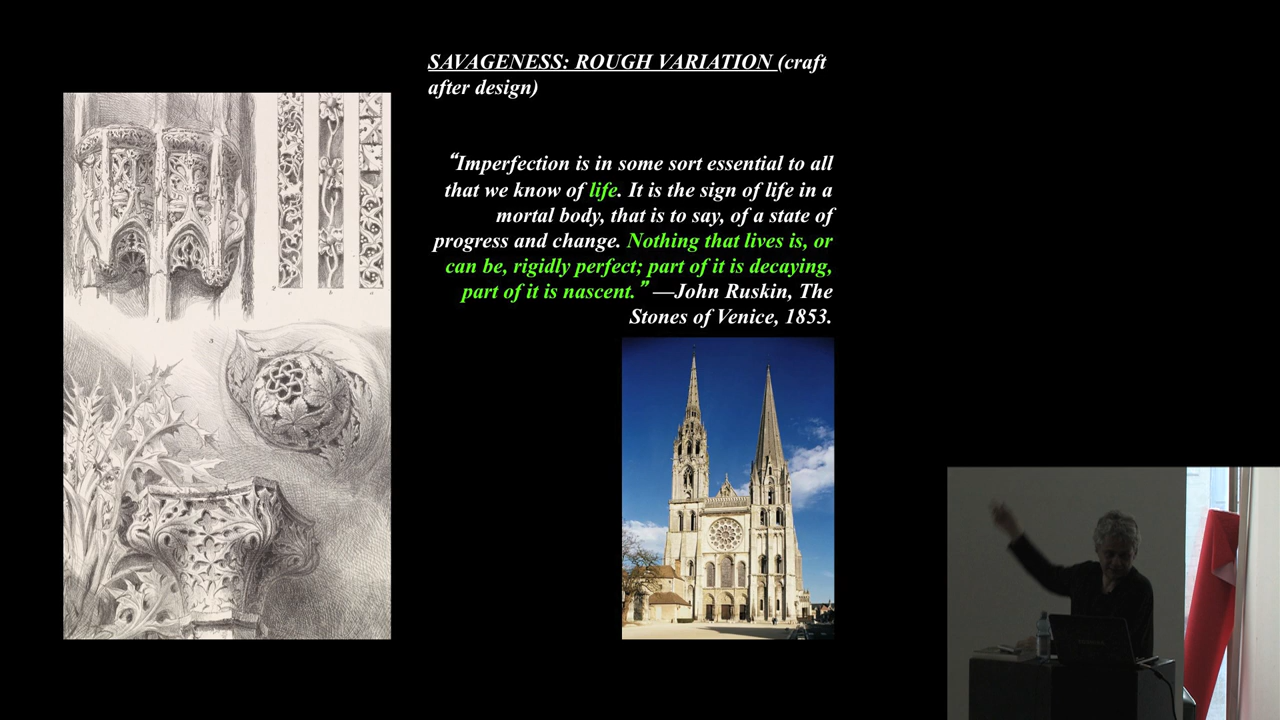 SAVAGENESS: ROUGH VARIATION (craft
after design)
“Imperfection is in some sort essential to all
that we know of life. It is the sign of life in a
mortal body, that is to say, of a state of
progress and change. Nothing that lives is, or
can be, rigidly perfect; part of it is decaying,
part of it is nascent.” —John Ruskin, The
Stones of Venice, 1853.